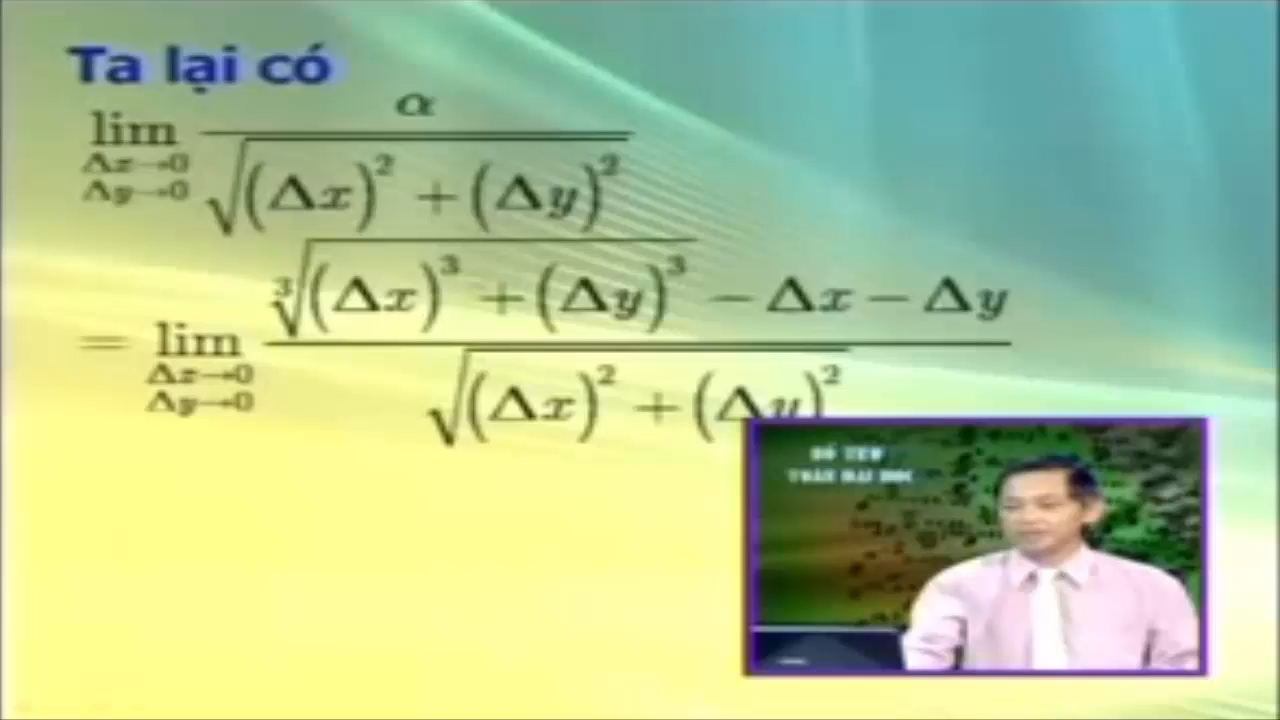 Ta lại có
lim α / √((Δx)² + (Δy)²)
Δx→0
Δy→0
= lim (∛((Δx)³ + (Δy)³) − Δx − Δy) / √((Δx)² + (Δy)²)
Δx→0
Δy→0